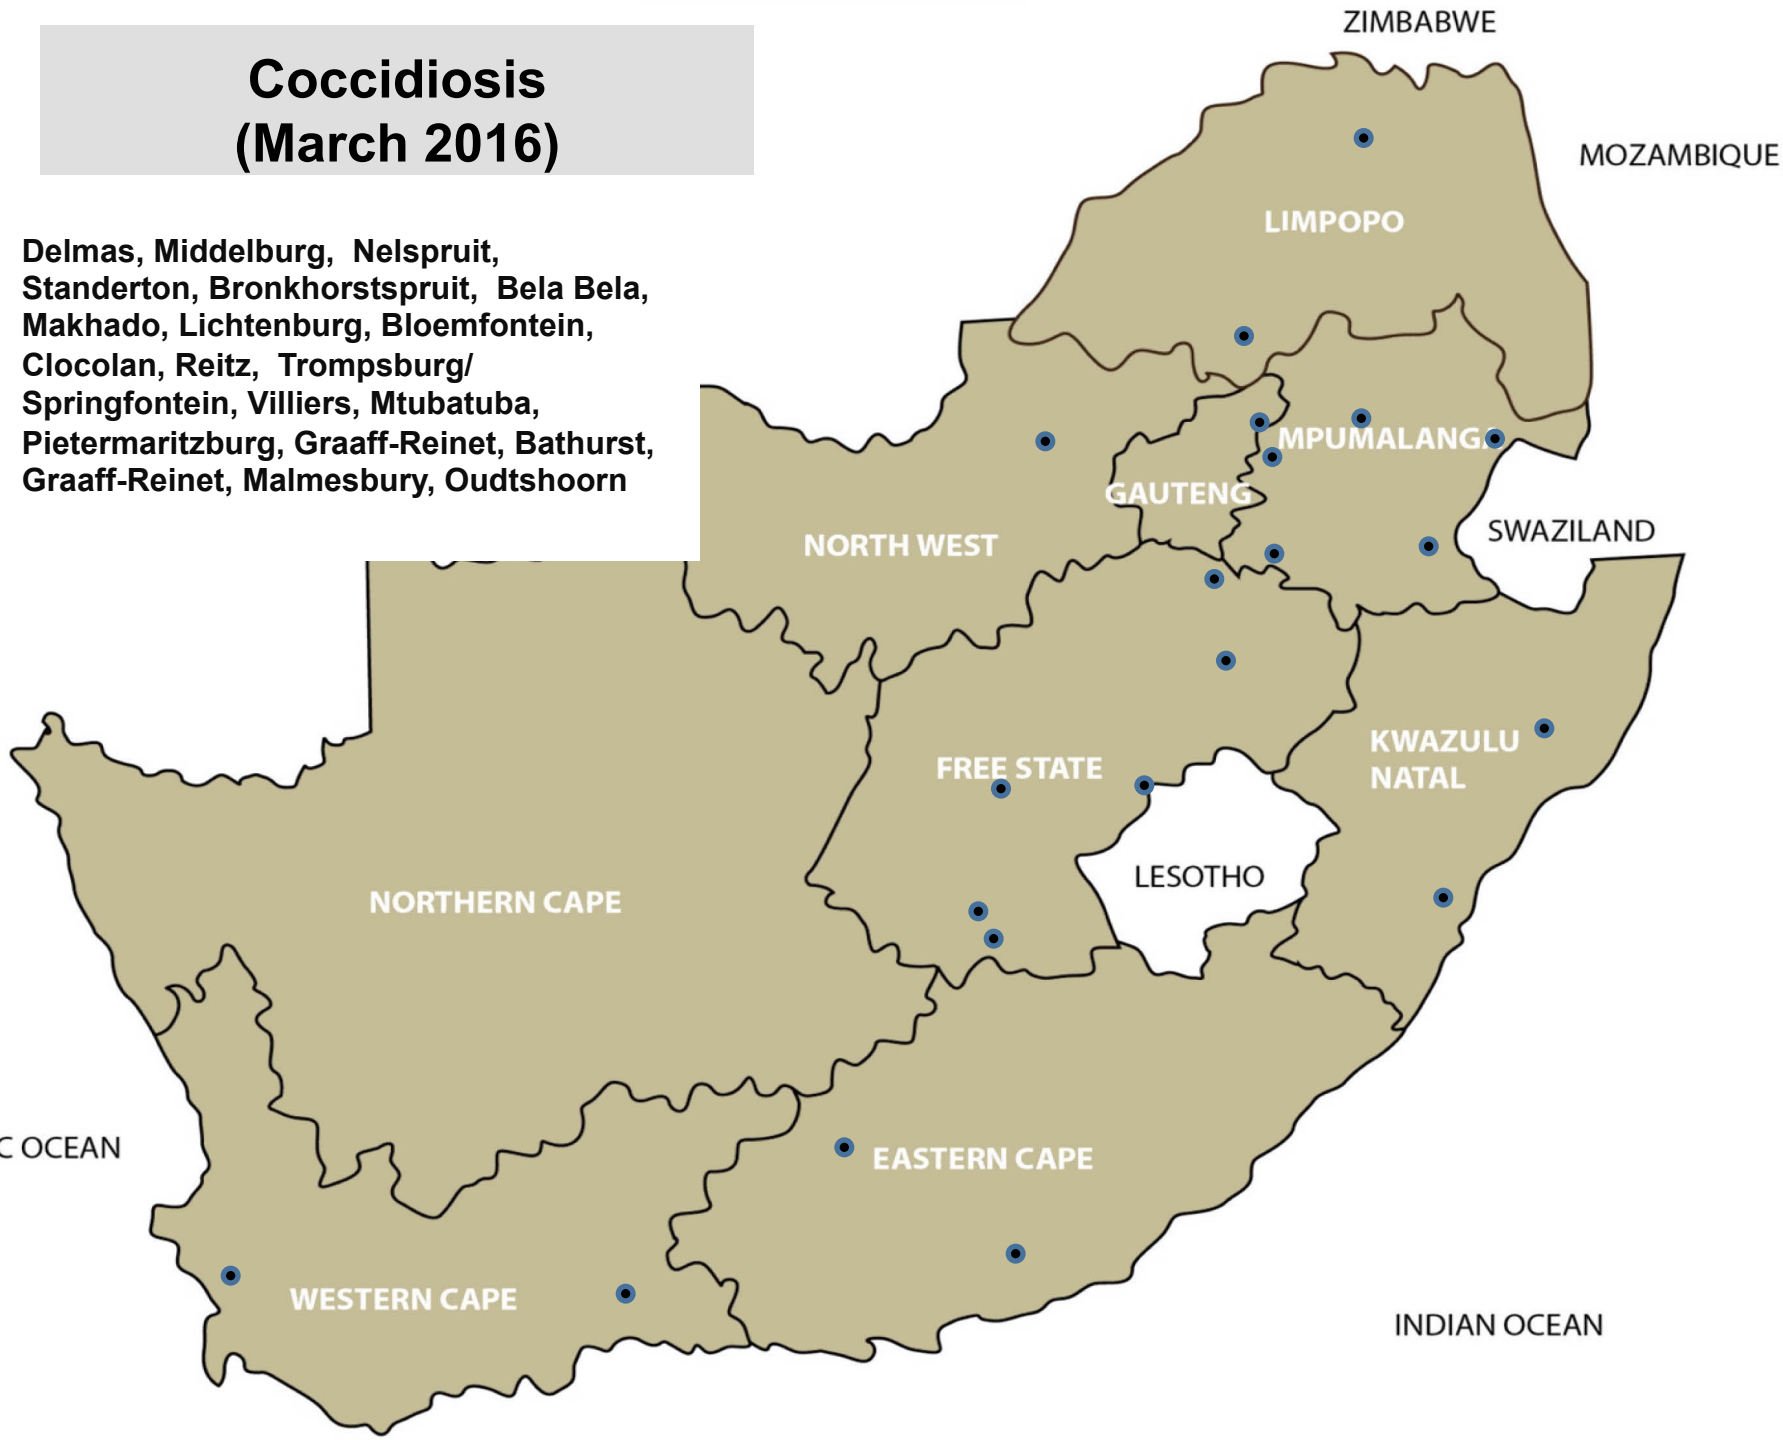 Coccidiosis
(March 2016)
Delmas, Middelburg, Nelspruit,
Standerton, Bronkhorstspruit, Bela Bela,
Makhado, Lichtenburg, Bloemfontein,
Clocolan, Reitz, Trompsburg/
Springfontein, Villiers, Mtubatuba,
Pietermaritzburg, Graaff-Reinet, Bathurst,
Graaff-Reinet, Malmesbury, Oudtshoorn
ZIMBABWE
MOZAMBIQUE
LIMPOPO
MPUMALANGA
GAUTENG
SWAZILAND
NORTH WEST
KWAZULU
NATAL
FREE STATE
LESOTHO
NORTHERN CAPE
C OCEAN
EASTERN CAPE
WESTERN CAPE
INDIAN OCEAN